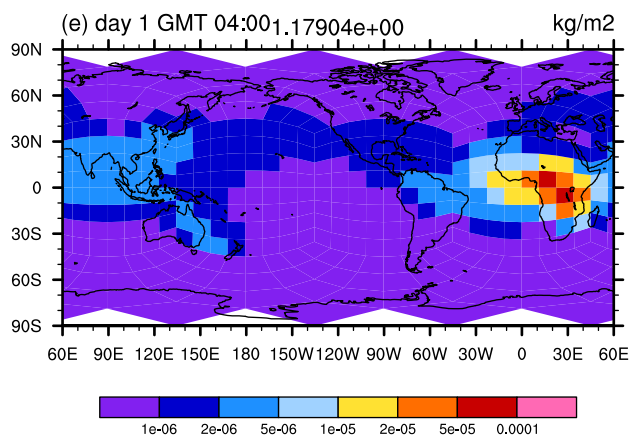 (e) day 1 GMT 04:00 1.17904e+00 kg/m2
90N
60N
30N
0
30S
60S
90S
60E 90E 120E 150E 180 150W 120W 90W 60W 30W 0 30E 60E
1e-06 2e-06 5e-06 1e-05 2e-05 5e-05 0.0001